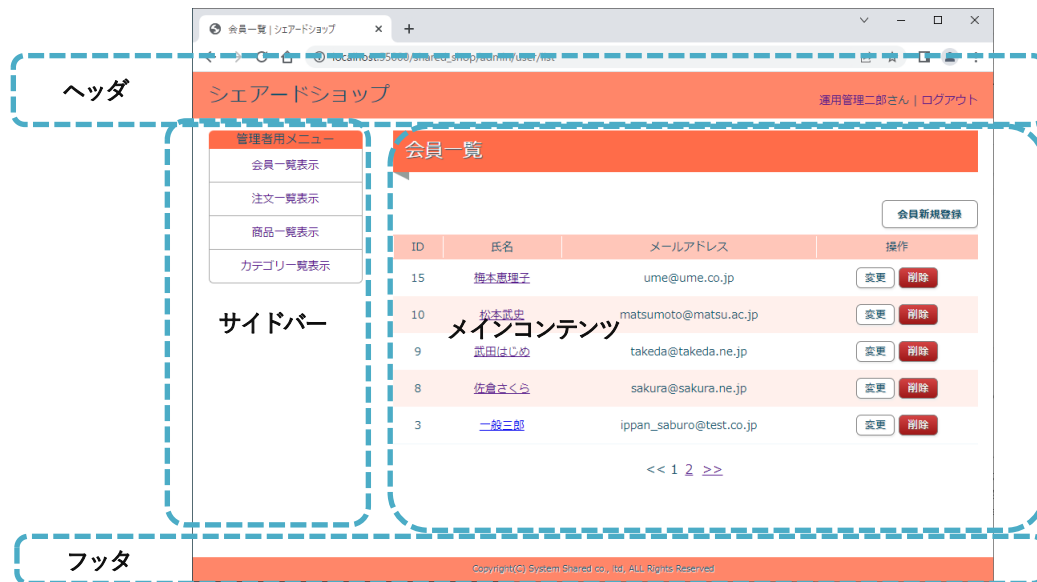 会員一覧 | シェアードショップ
localhost:55000/shared_shop/admin/user/list
ヘッダ
シェアードショップ
運用管理二郎さん | ログアウト
管理者用メニュー
会員一覧表示
注文一覧表示
商品一覧表示
カテゴリ一覧表示
サイドバー
会員一覧
会員新規登録
ID 氏名 メールアドレス 操作
15 梅本恵理子 ume@ume.co.jp 変更 削除
10 松本武史 matsumoto@matsu.ac.jp 変更 削除
メインコンテンツ
9 武田はじめ takeda@takeda.ne.jp 変更 削除
8 佐倉さくら sakura@sakura.ne.jp 変更 削除
3 一般三郎 ippan_saburo@test.co.jp 変更 削除
<< 1 2 >>
フッタ
Copyright(C) System Shared co., ltd, ALL Rights Reserved